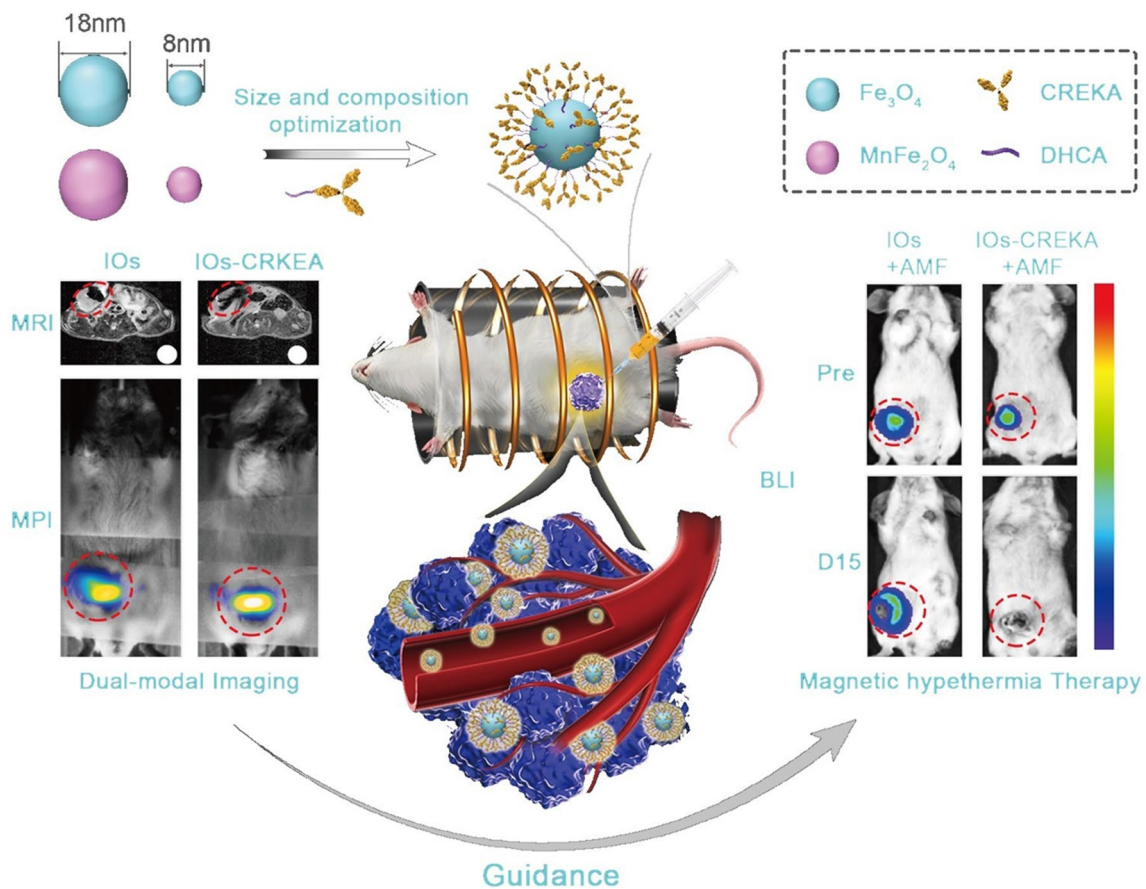 18nm
8nm
Size and composition
optimization
Fe₃O₄
CREKA
MnFe₂O₄
DHCA
IOs
IOs-CRKEA
MRI
MPI
Dual-modal Imaging
IOs
+AMF
IOs-CREKA
+AMF
Pre
BLI
D15
Magnetic hypethermia Therapy
Guidance